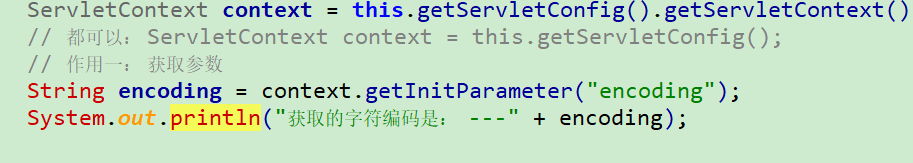 ServletContext context = this.getServletConfig().getServletContext()
// 都可以：ServletContext context = this.getServletConfig();
// 作用一：获取参数
String encoding = context.getInitParameter("encoding");
System.out.println("获取的字符编码是： ---" + encoding);